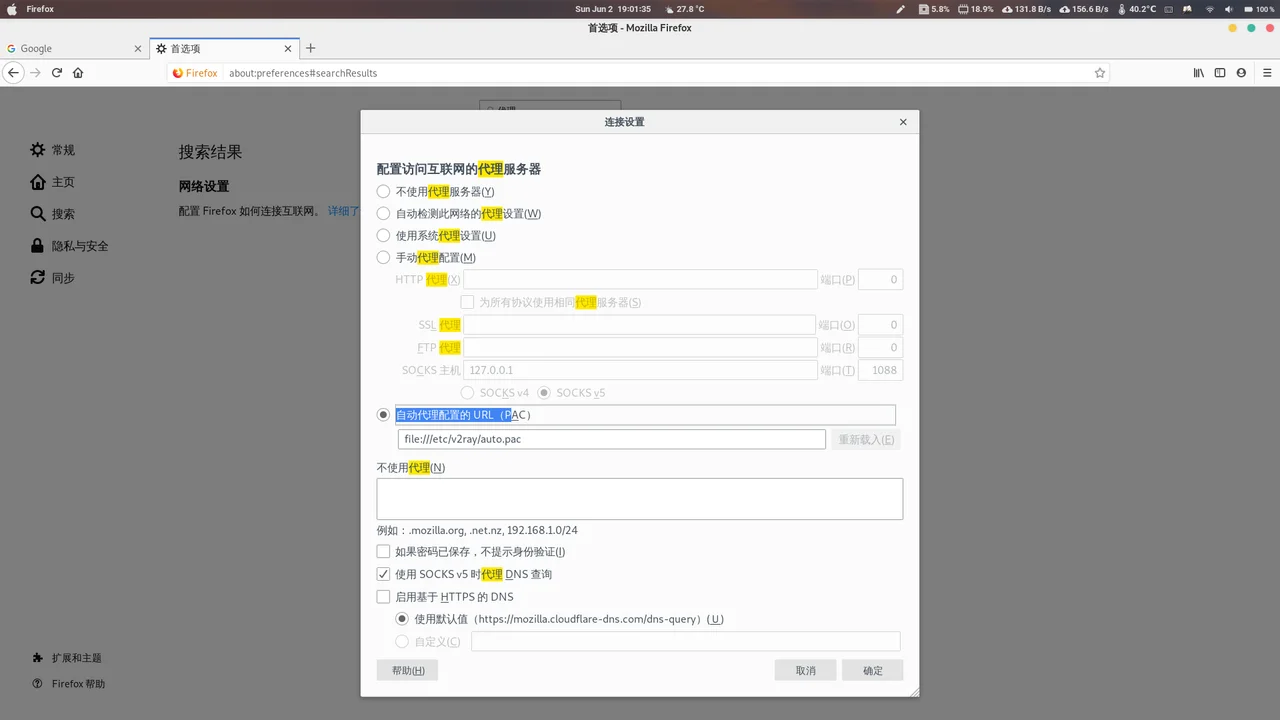 Firefox
Sun Jun 2 19:01:35
27.8 °C
5.8%
18.9%
131.8 B/s
156.6 B/s
40.2°C
100 %
首选项 - Mozilla Firefox
Google
首选项
Firefox
about:preferences#searchResults
代理
常规
主页
搜索
隐私与安全
同步
扩展和主题
Firefox 帮助
搜索结果
网络设置
配置 Firefox 如何连接互联网。 详细了
连接设置
配置访问互联网的代理服务器
不使用代理服务器(Y)
自动检测此网络的代理设置(W)
使用系统代理设置(U)
手动代理配置(M)
HTTP 代理(X) 端口(P) 0
为所有协议使用相同代理服务器(S)
SSL 代理 端口(O) 0
FTP 代理 端口(R) 0
SOCKS 主机 127.0.0.1 端口(T) 1088
SOCKS v4 SOCKS v5
自动代理配置的 URL（PAC）
file:///etc/v2ray/auto.pac 重新载入(E)
不使用代理(N)
例如：.mozilla.org, .net.nz, 192.168.1.0/24
如果密码已保存，不提示身份验证(I)
使用 SOCKS v5 时代理 DNS 查询
启用基于 HTTPS 的 DNS
使用默认值（https://mozilla.cloudflare-dns.com/dns-query）(U)
自定义(C)
帮助(H) 取消 确定